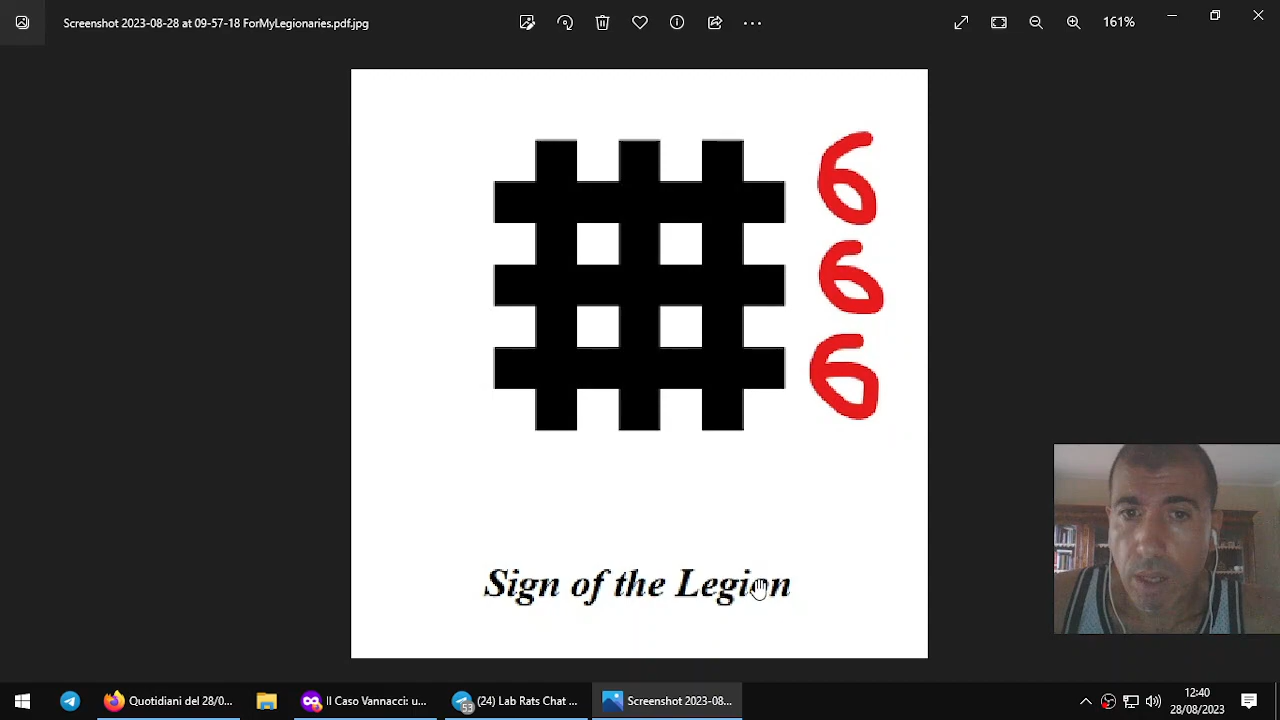 Screenshot 2023-08-28 at 09-57-18 ForMyLegionaries.pdf.jpg
161%
6
6
6
Sign of the Legion
Quotidiani del 28/0...
Il Caso Vannacci: u...
53
(24) Lab Rats Chat ...
Screenshot 2023-08...
12:40
28/08/2023